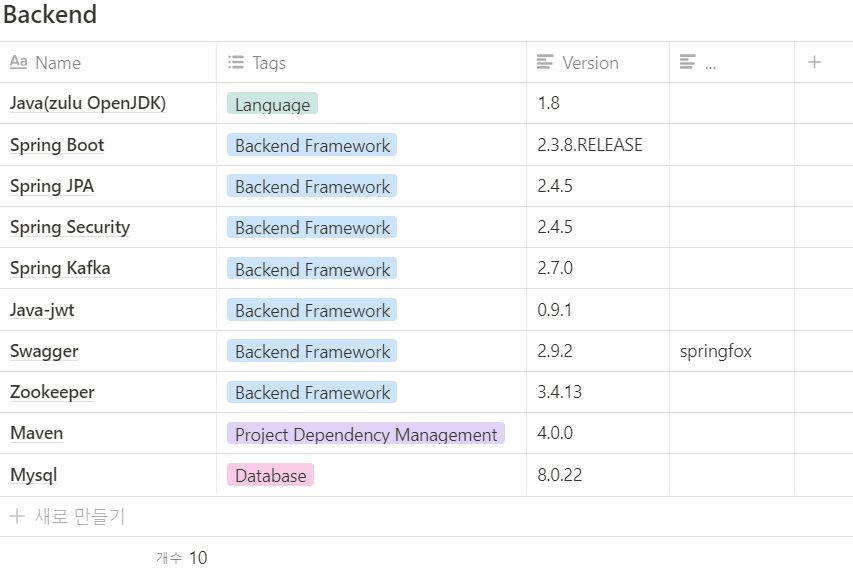 Backend
Aa Name Tags Version ...
Java(zulu OpenJDK) Language 1.8
Spring Boot Backend Framework 2.3.8.RELEASE
Spring JPA Backend Framework 2.4.5
Spring Security Backend Framework 2.4.5
Spring Kafka Backend Framework 2.7.0
Java-jwt Backend Framework 0.9.1
Swagger Backend Framework 2.9.2 springfox
Zookeeper Backend Framework 3.4.13
Maven Project Dependency Management 4.0.0
Mysql Database 8.0.22
+ 새로 만들기
개수 10